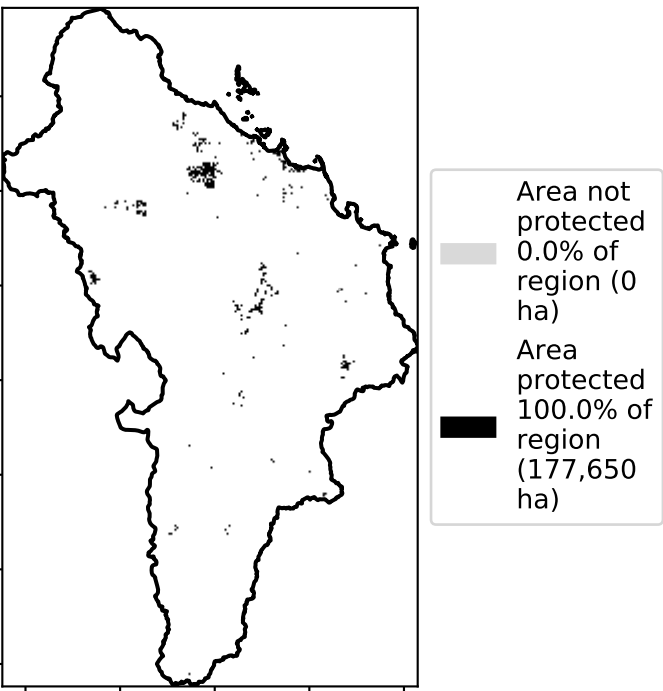 Area not
protected
0.0% of
region (0
ha)
Area
protected
100.0% of
region
(177,650
ha)